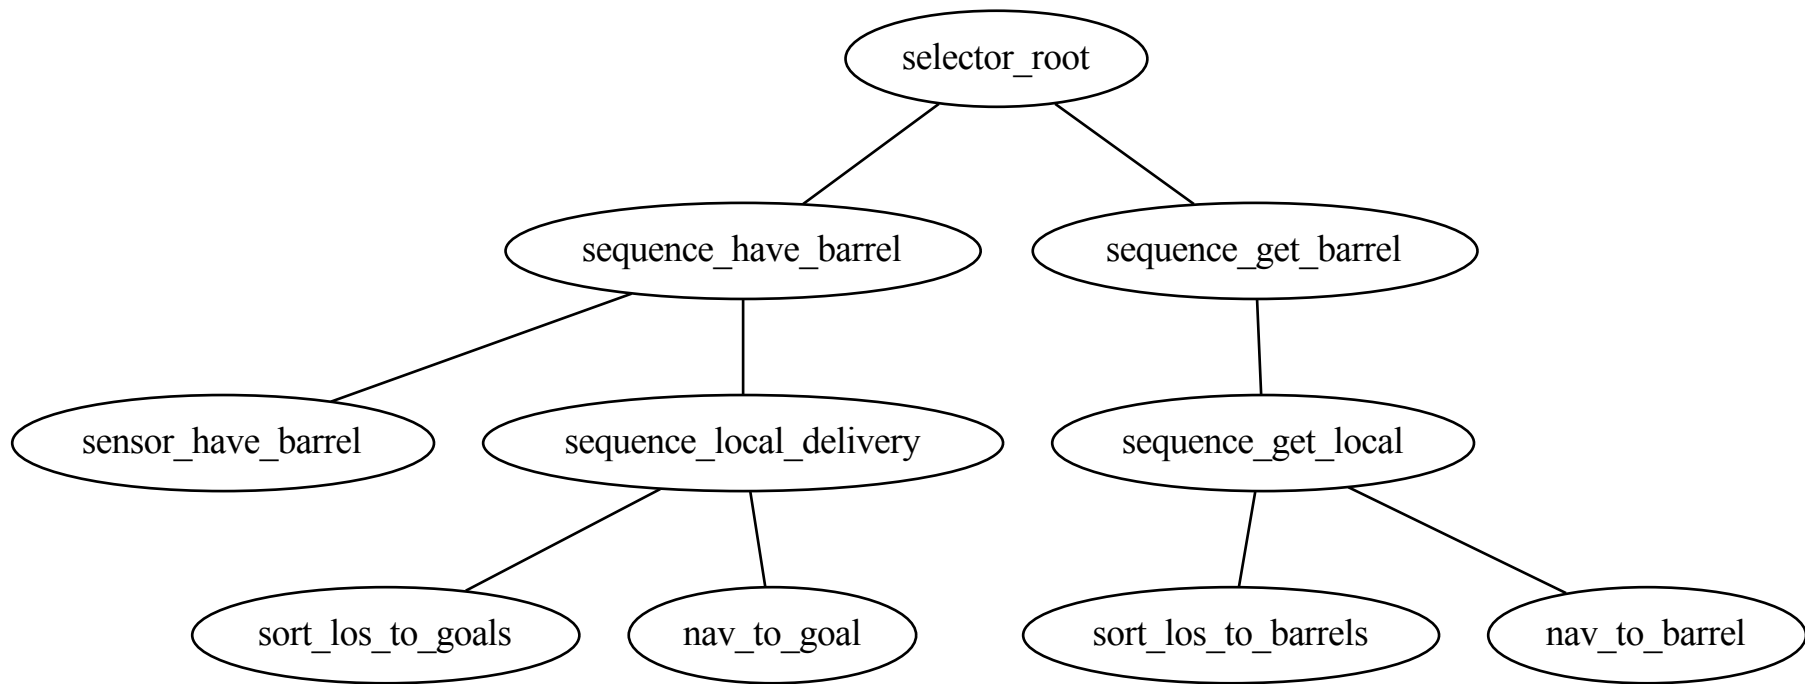 selector_root
sequence_have_barrel
sequence_get_barrel
sensor_have_barrel
sequence_local_delivery
sequence_get_local
sort_los_to_goals
nav_to_goal
sort_los_to_barrels
nav_to_barrel